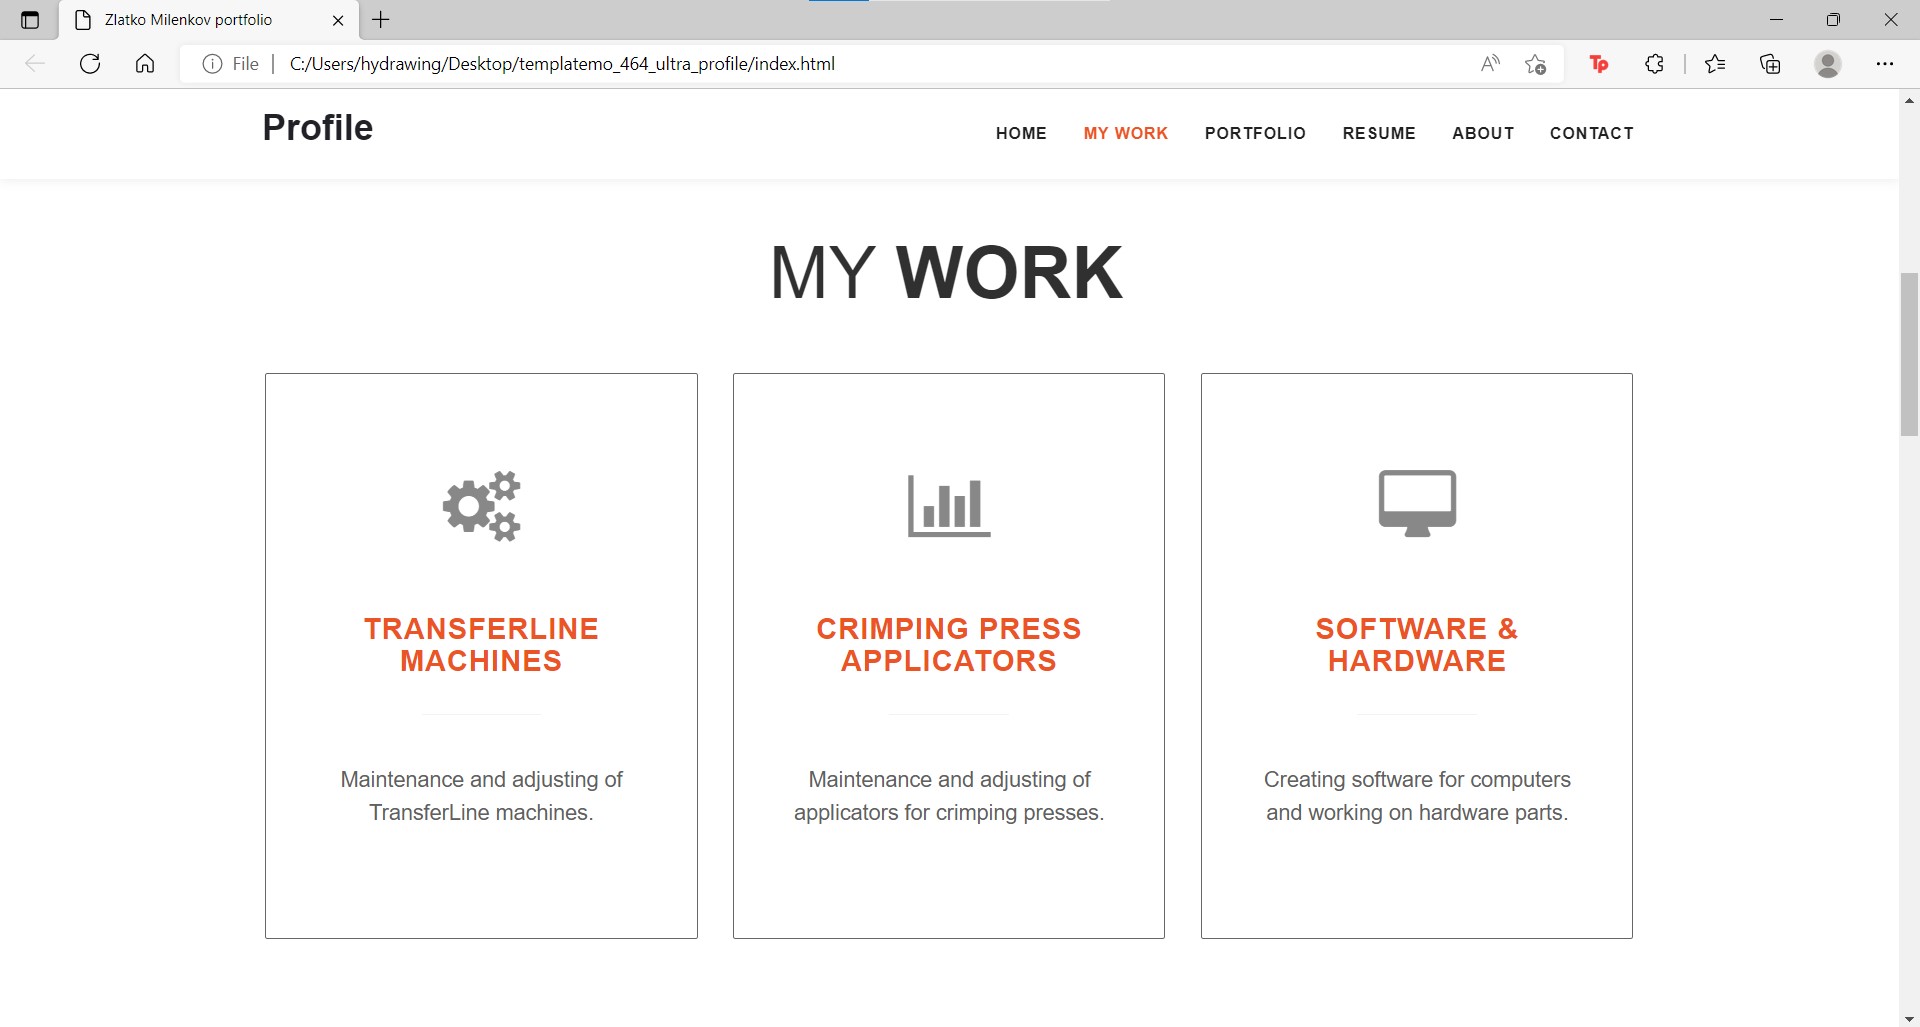 Zlatko Milenkov portfolio
File
C:/Users/hydrawing/Desktop/templatemo_464_ultra_profile/index.html
Tp
Profile
HOME MY WORK PORTFOLIO RESUME ABOUT CONTACT
MY WORK
TRANSFERLINE
MACHINES
Maintenance and adjusting of
TransferLine machines.
CRIMPING PRESS
APPLICATORS
Maintenance and adjusting of
applicators for crimping presses.
SOFTWARE &
HARDWARE
Creating software for computers
and working on hardware parts.